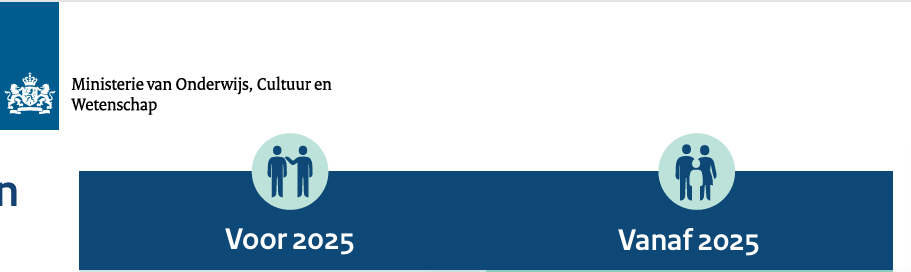 Ministerie van Onderwijs, Cultuur en
Wetenschap
n
Voor 2025
Vanaf 2025